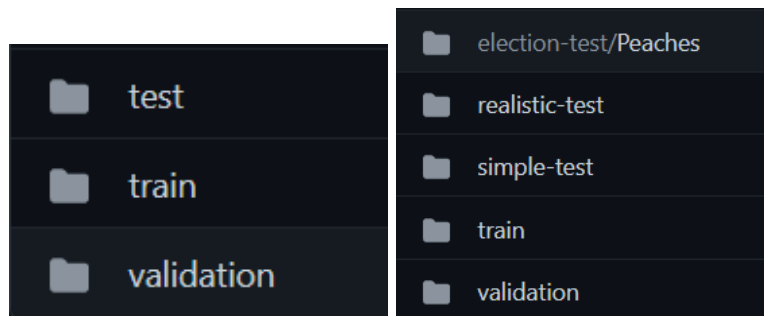 test
train
validation
election-test/Peaches
realistic-test
simple-test
train
validation